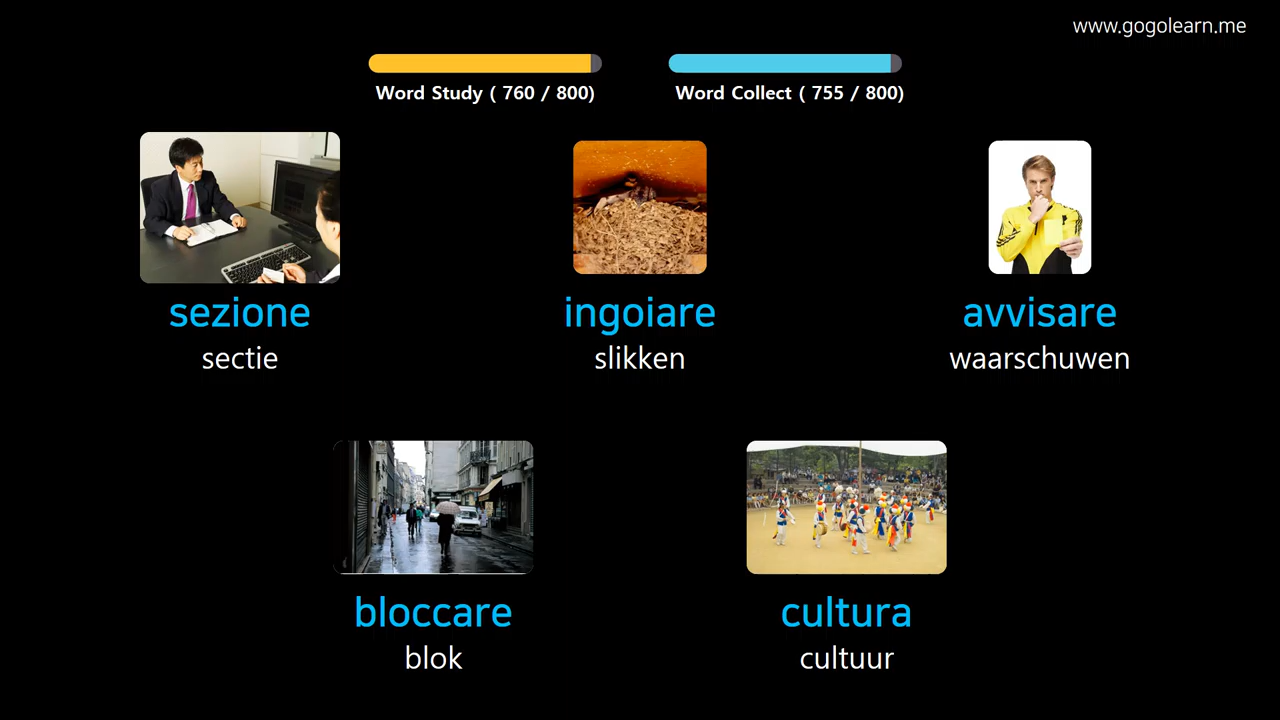 www.gogolearn.me
Word Study ( 760 / 800)
Word Collect ( 755 / 800)
sezione
sectie
ingoiare
slikken
avvisare
waarschuwen
bloccare
blok
cultura
cultuur